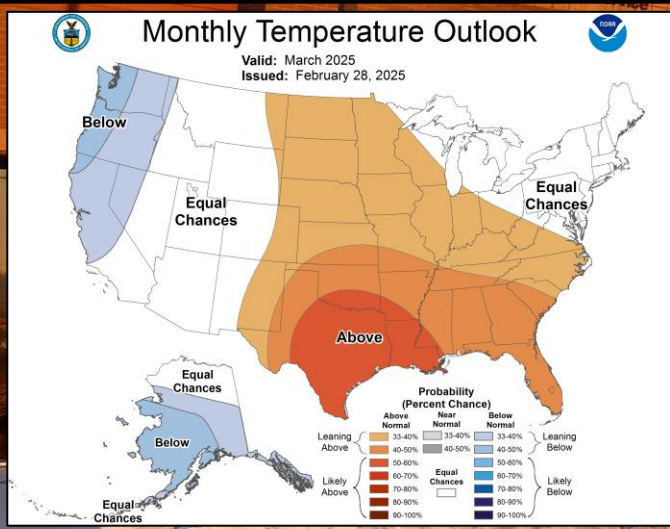 Monthly Temperature Outlook
NOAA
Valid: March 2025
Issued: February 28, 2025
Below
Equal
Chances
Equal
Chances
Above
Equal
Chances
Below
Equal
Chances
Probability
(Percent Chance)
Above
Normal
Near
Normal
Below
Normal
Leaning
Above
33-40%
40-50%
33-40%
40-50%
33-40%
40-50%
Leaning
Below
Likely
Above
50-60%
60-70%
70-80%
80-90%
90-100%
Equal
Chances
50-60%
60-70%
70-80%
80-90%
90-100%
Likely
Below